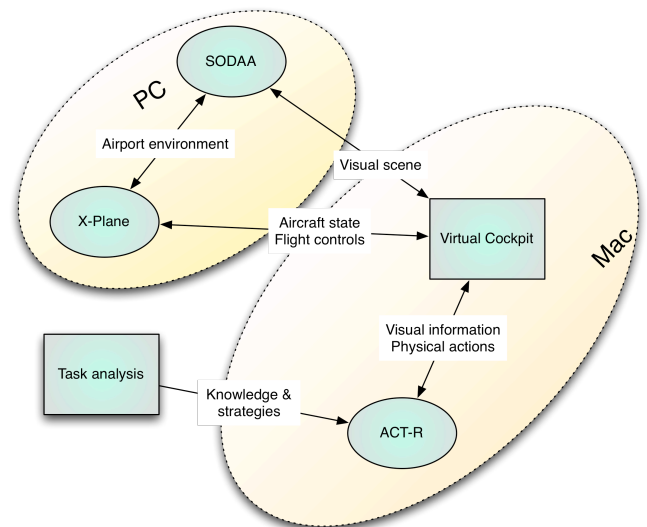 SODAA
PC
Airport environment
Visual scene
X-Plane
Aircraft state
Flight controls
Virtual Cockpit
Mac
Visual information
Physical actions
Task analysis
Knowledge &
strategies
ACT-R